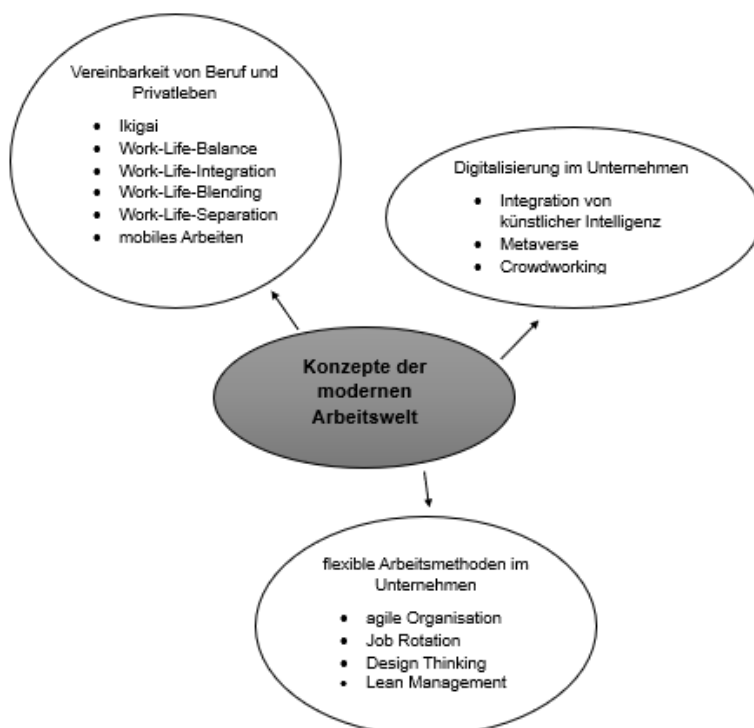 Vereinbarkeit von Beruf und
Privatleben
• Ikigai
• Work-Life-Balance
• Work-Life-Integration
• Work-Life-Blending
• Work-Life-Separation
• mobiles Arbeiten
Digitalisierung im Unternehmen
• Integration von
künstlicher Intelligenz
• Metaverse
• Crowdworking
Konzepte der
modernen
Arbeitswelt
flexible Arbeitsmethoden im
Unternehmen
• agile Organisation
• Job Rotation
• Design Thinking
• Lean Management